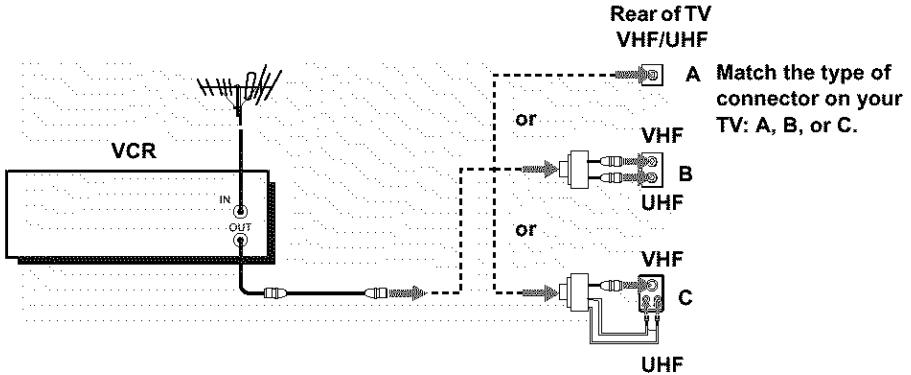 Rear of TV
VHF/UHF
A
Match the type of
connector on your
TV: A, B, or C.
or
VHF
B
UHF
VCR
IN
OUT
or
VHF
C
UHF